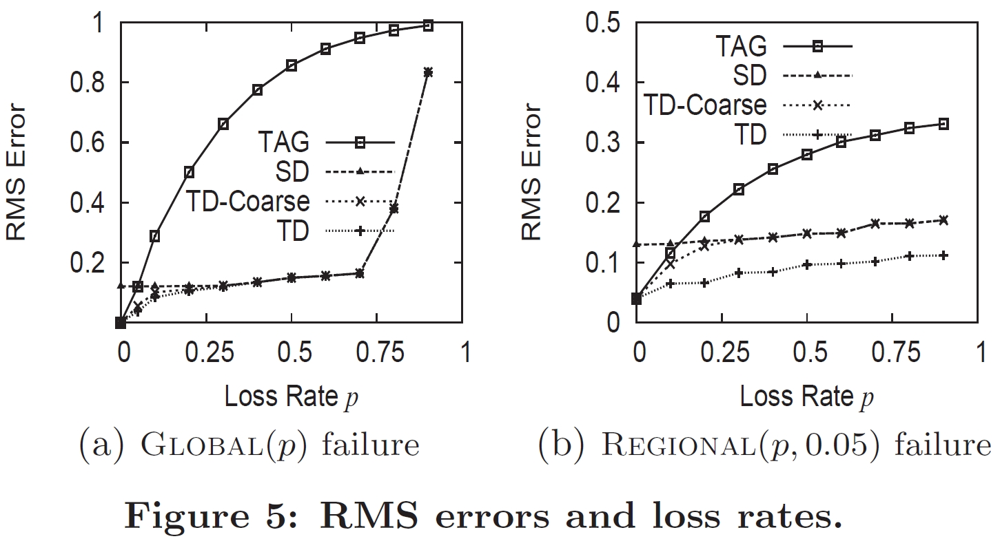 1
0.8
0.6
0.4
0.2
RMS Error
TAG
SD
TD-Coarse
TD
0 0.25 0.5 0.75 1
Loss Rate p
(a) GLOBAL(p) failure
0.5
0.4
0.3
0.2
0.1
0
RMS Error
TAG
SD
TD-Coarse
TD
0 0.25 0.5 0.75 1
Loss Rate p
(b) REGIONAL(p, 0.05) failure
Figure 5: RMS errors and loss rates.